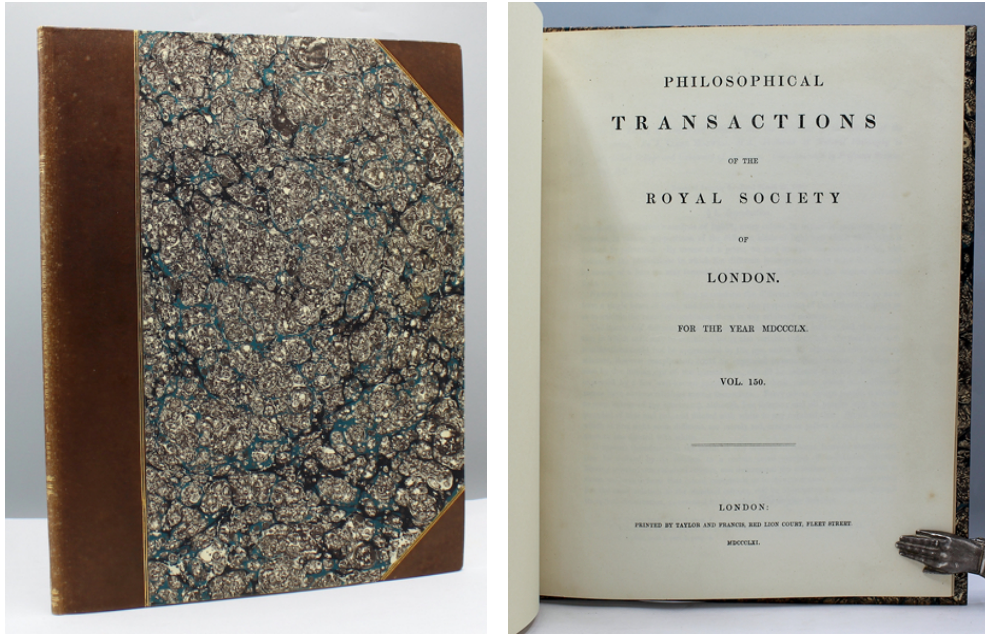 PHILOSOPHICAL
TRANSACTIONS
OF THE
ROYAL SOCIETY
OF
LONDON.
FOR THE YEAR MDCCCLX.
VOL. 150.
LONDON:
PRINTED BY TAYLOR AND FRANCIS, RED LION COURT, FLEET STREET.
MDCCCLXI.